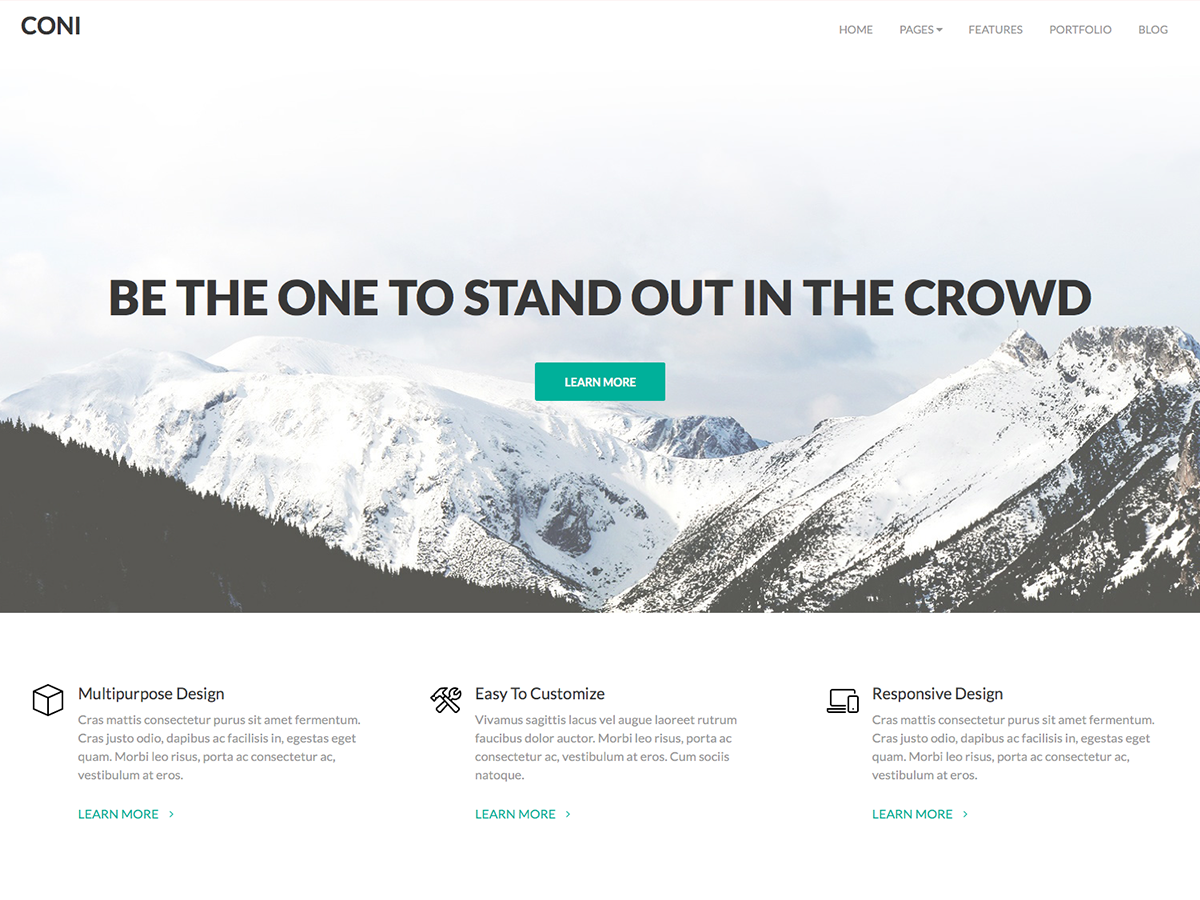 CONI
HOME PAGES FEATURES PORTFOLIO BLOG
BE THE ONE TO STAND OUT IN THE CROWD
LEARN MORE
Multipurpose Design
Cras mattis consectetur purus sit amet fermentum.
Cras justo odio, dapibus ac facilisis in, egestas eget
quam. Morbi leo risus, porta ac consectetur ac,
vestibulum at eros.
LEARN MORE
Easy To Customize
Vivamus sagittis lacus vel augue laoreet rutrum
faucibus dolor auctor. Morbi leo risus, porta ac
consectetur ac, vestibulum at eros. Cum sociis
natoque.
LEARN MORE
Responsive Design
Cras mattis consectetur purus sit amet fermentum.
Cras justo odio, dapibus ac facilisis in, egestas eget
quam. Morbi leo risus, porta ac consectetur ac,
vestibulum at eros.
LEARN MORE